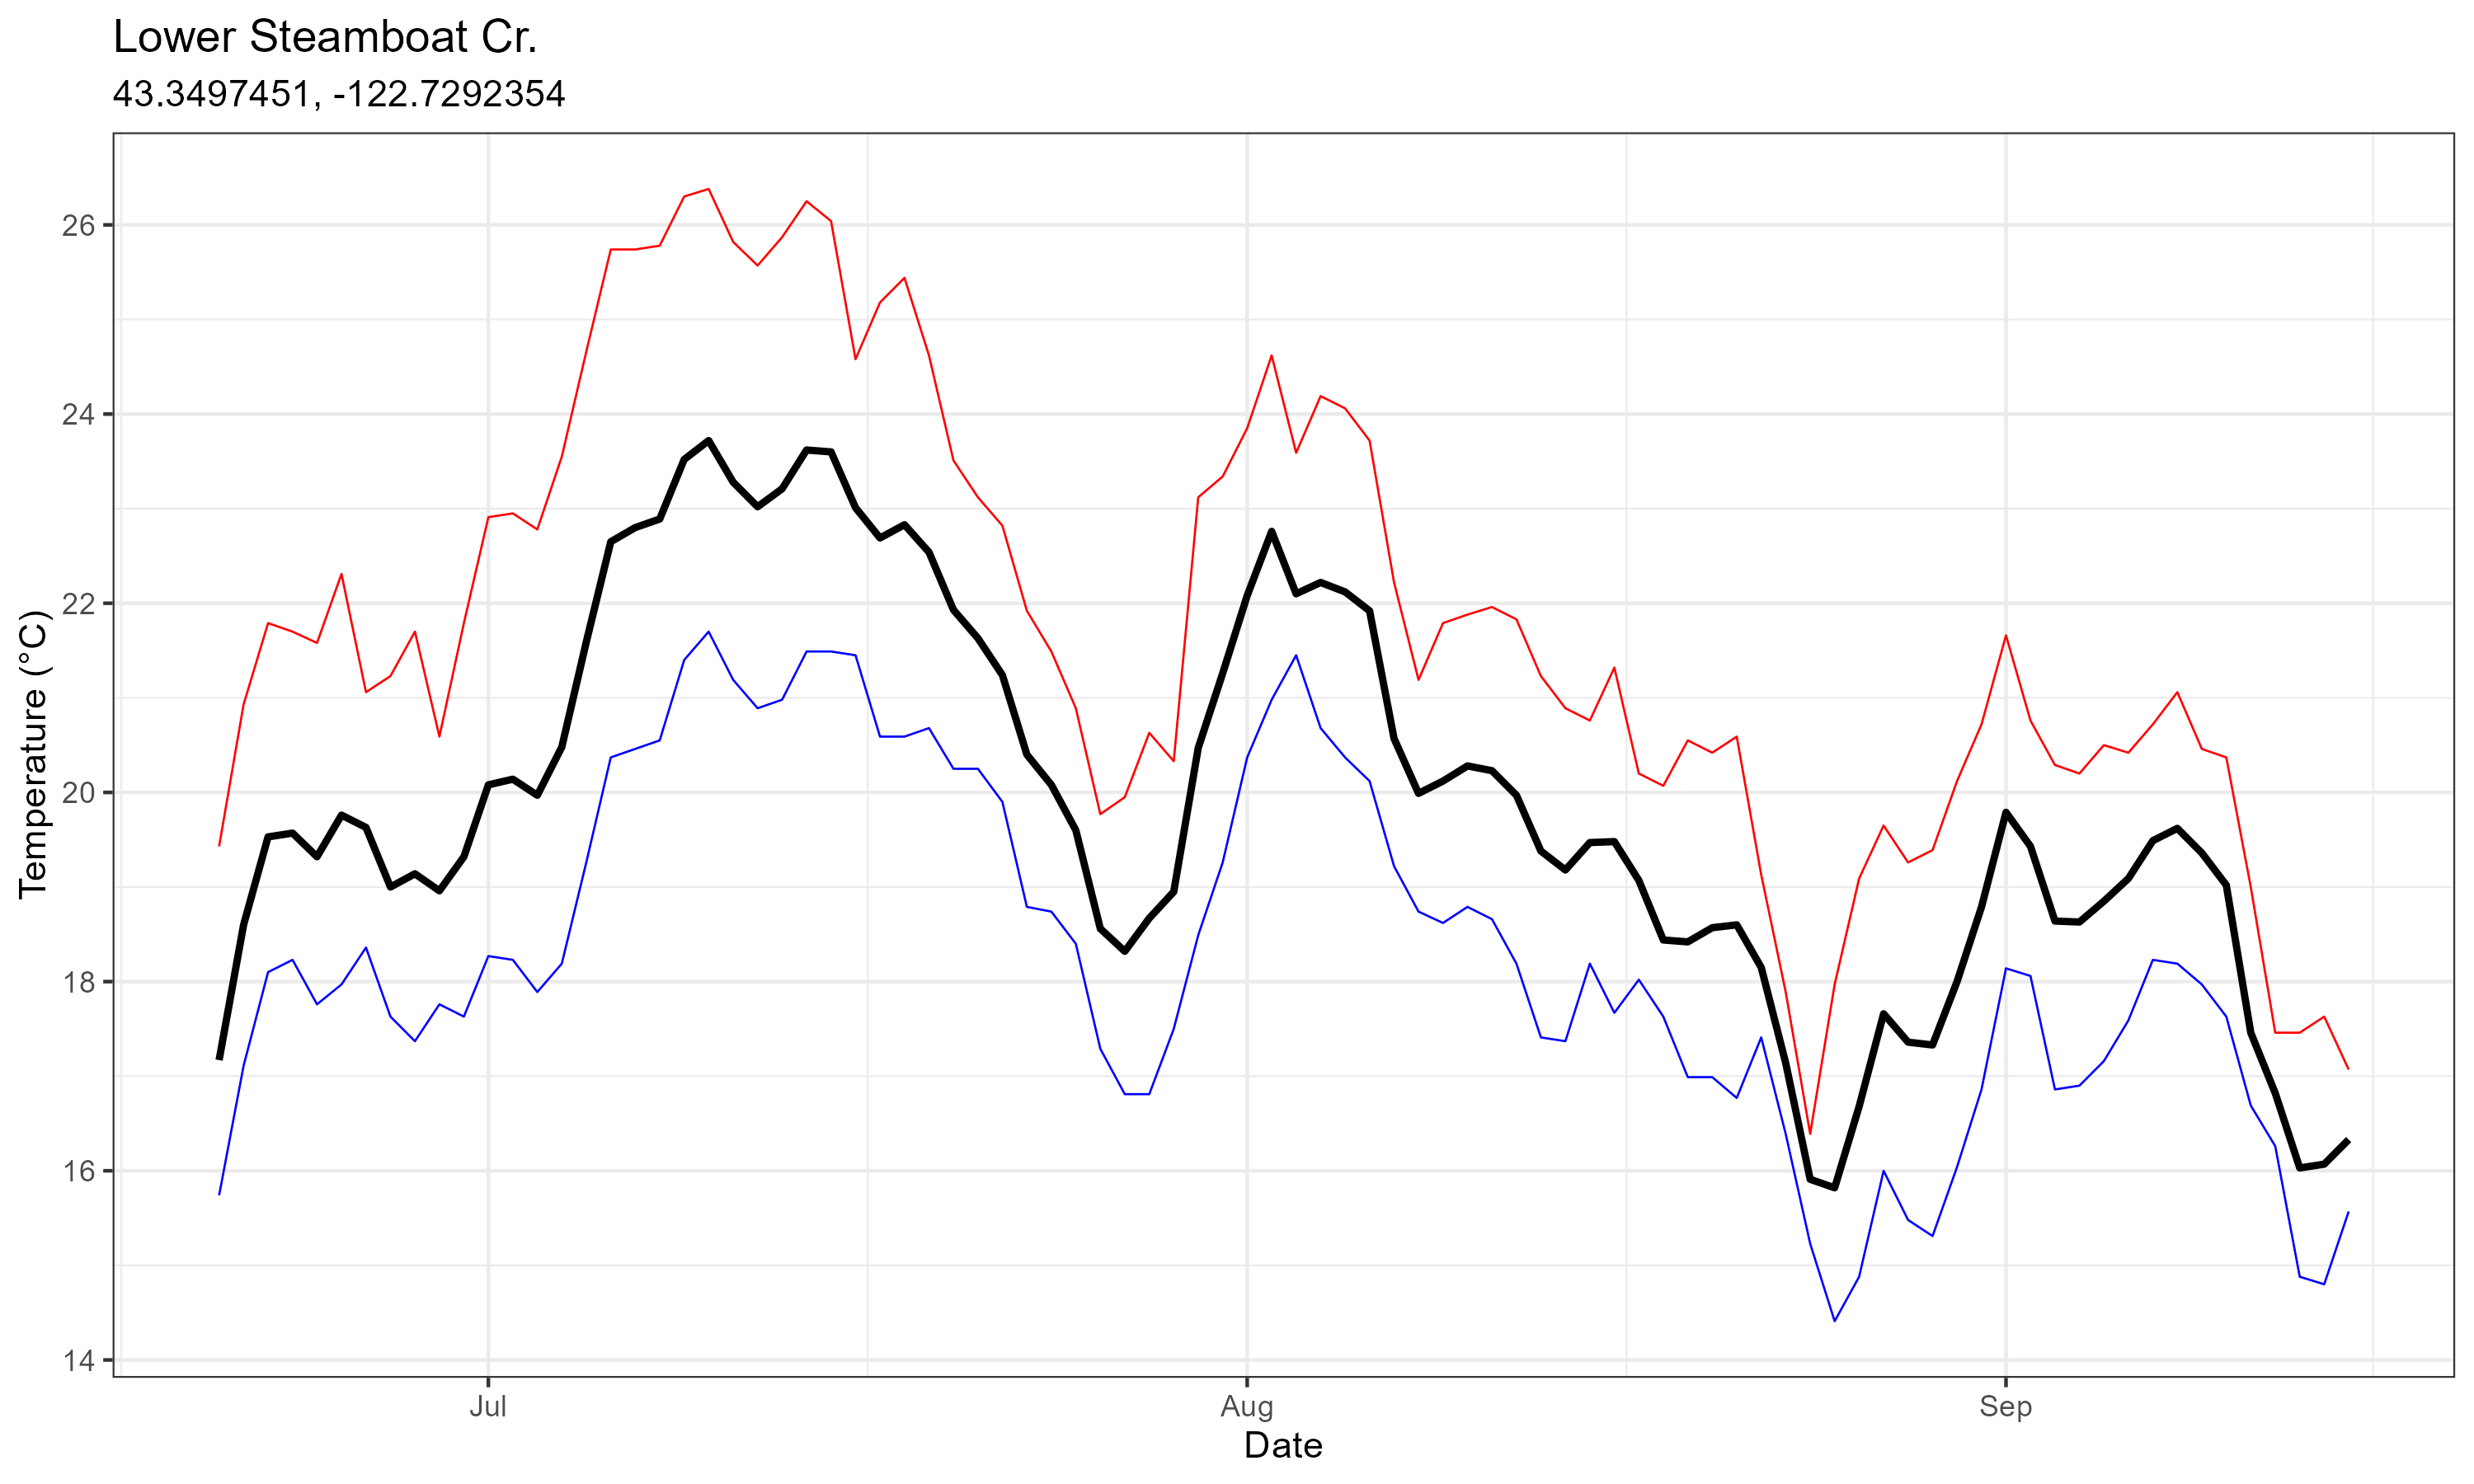 Lower Steamboat Cr.
43.3497451, -122.7292354
Temperature (°C)
26
24
22
20
18
16
14
Jul Aug Sep
Date